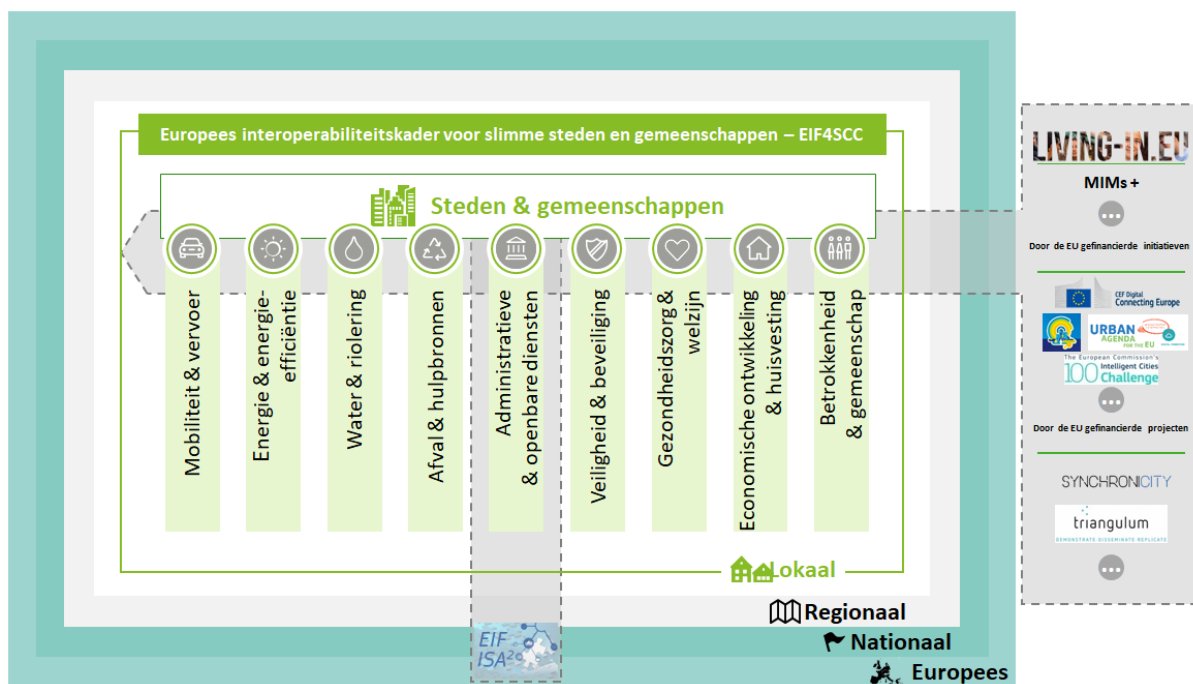 Europees interoperabiliteitskader voor slimme steden en gemeenschappen – EIF4SCC
Steden & gemeenschappen
Mobiliteit & vervoer
Energie & energie-
efficiëntie
Water & riolering
Afval & hulpbronnen
Administratieve
& openbare diensten
Veiligheid & beveiliging
Gezondheidszorg &
welzijn
Economische ontwikkeling
& huisvesting
Betrokkenheid
& gemeenschap
Lokaal
Regionaal
Nationaal
Europees
EIF
ISA²
LIVING-IN.EU
MIMs +
Door de EU gefinancierde initiatieven
CEF Digital
Connecting Europe
URBAN
AGENDA
FOR THE EU
The European Commission's
100 Intelligent Cities
Challenge
Door de EU gefinancierde projecten
SYNCHRONICITY
triangulum
DEMONSTRATE·DISSEMINATE·REPLICATE